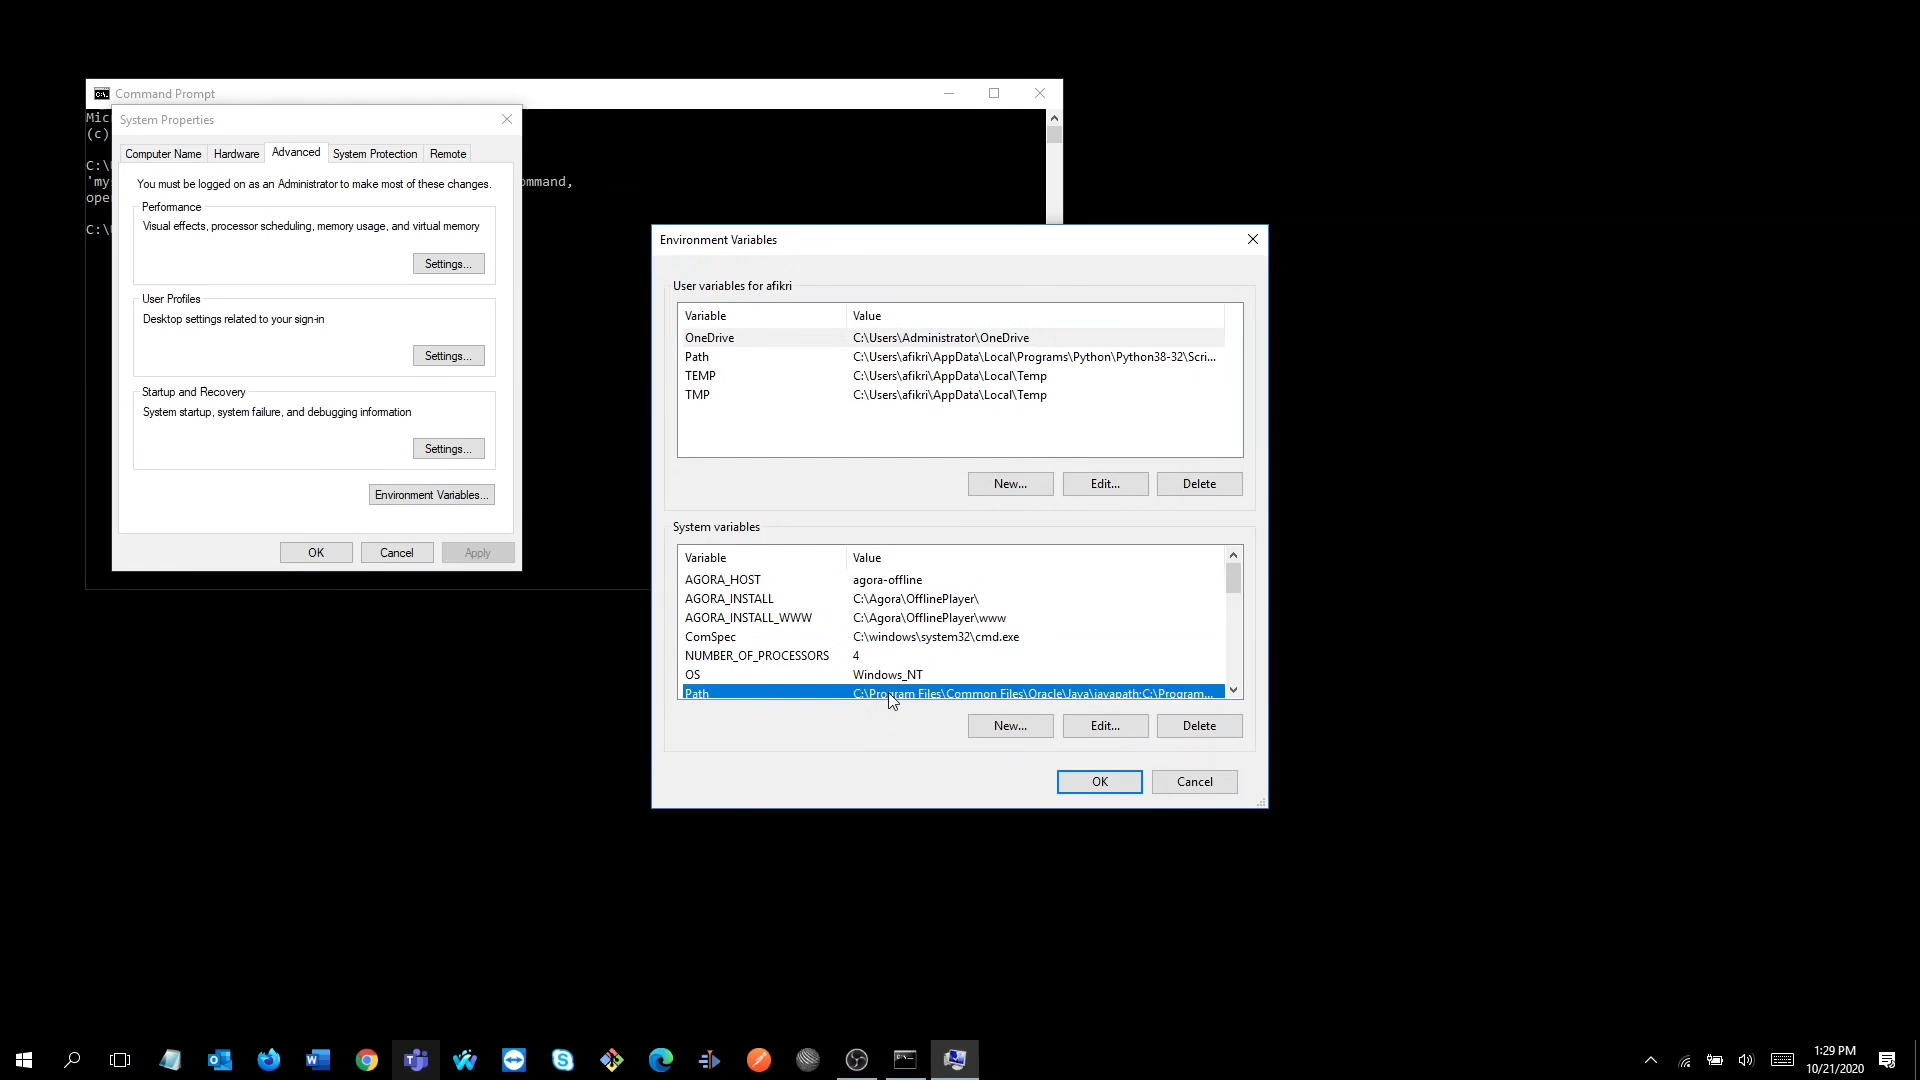 Command Prompt
Mic
(c)
C:\
'my
ommand,
ope
C:\
System Properties
Computer Name Hardware Advanced System Protection Remote
You must be logged on as an Administrator to make most of these changes.
Performance
Visual effects, processor scheduling, memory usage, and virtual memory
Settings...
User Profiles
Desktop settings related to your sign-in
Settings...
Startup and Recovery
System startup, system failure, and debugging information
Settings...
Environment Variables...
OK Cancel Apply
Environment Variables
User variables for afikri
Variable Value
OneDrive C:\Users\Administrator\OneDrive
Path C:\Users\afikri\AppData\Local\Programs\Python\Python38-32\Scri...
TEMP C:\Users\afikri\AppData\Local\Temp
TMP C:\Users\afikri\AppData\Local\Temp
New... Edit... Delete
System variables
Variable Value
AGORA_HOST agora-offline
AGORA_INSTALL C:\Agora\OfflinePlayer\
AGORA_INSTALL_WWW C:\Agora\OfflinePlayer\www
ComSpec C:\windows\system32\cmd.exe
NUMBER_OF_PROCESSORS 4
OS Windows_NT
Path C:\Program Files\Common Files\Oracle\Java\javapath;C:\Program...
New... Edit... Delete
OK Cancel
1:29 PM
10/21/2020